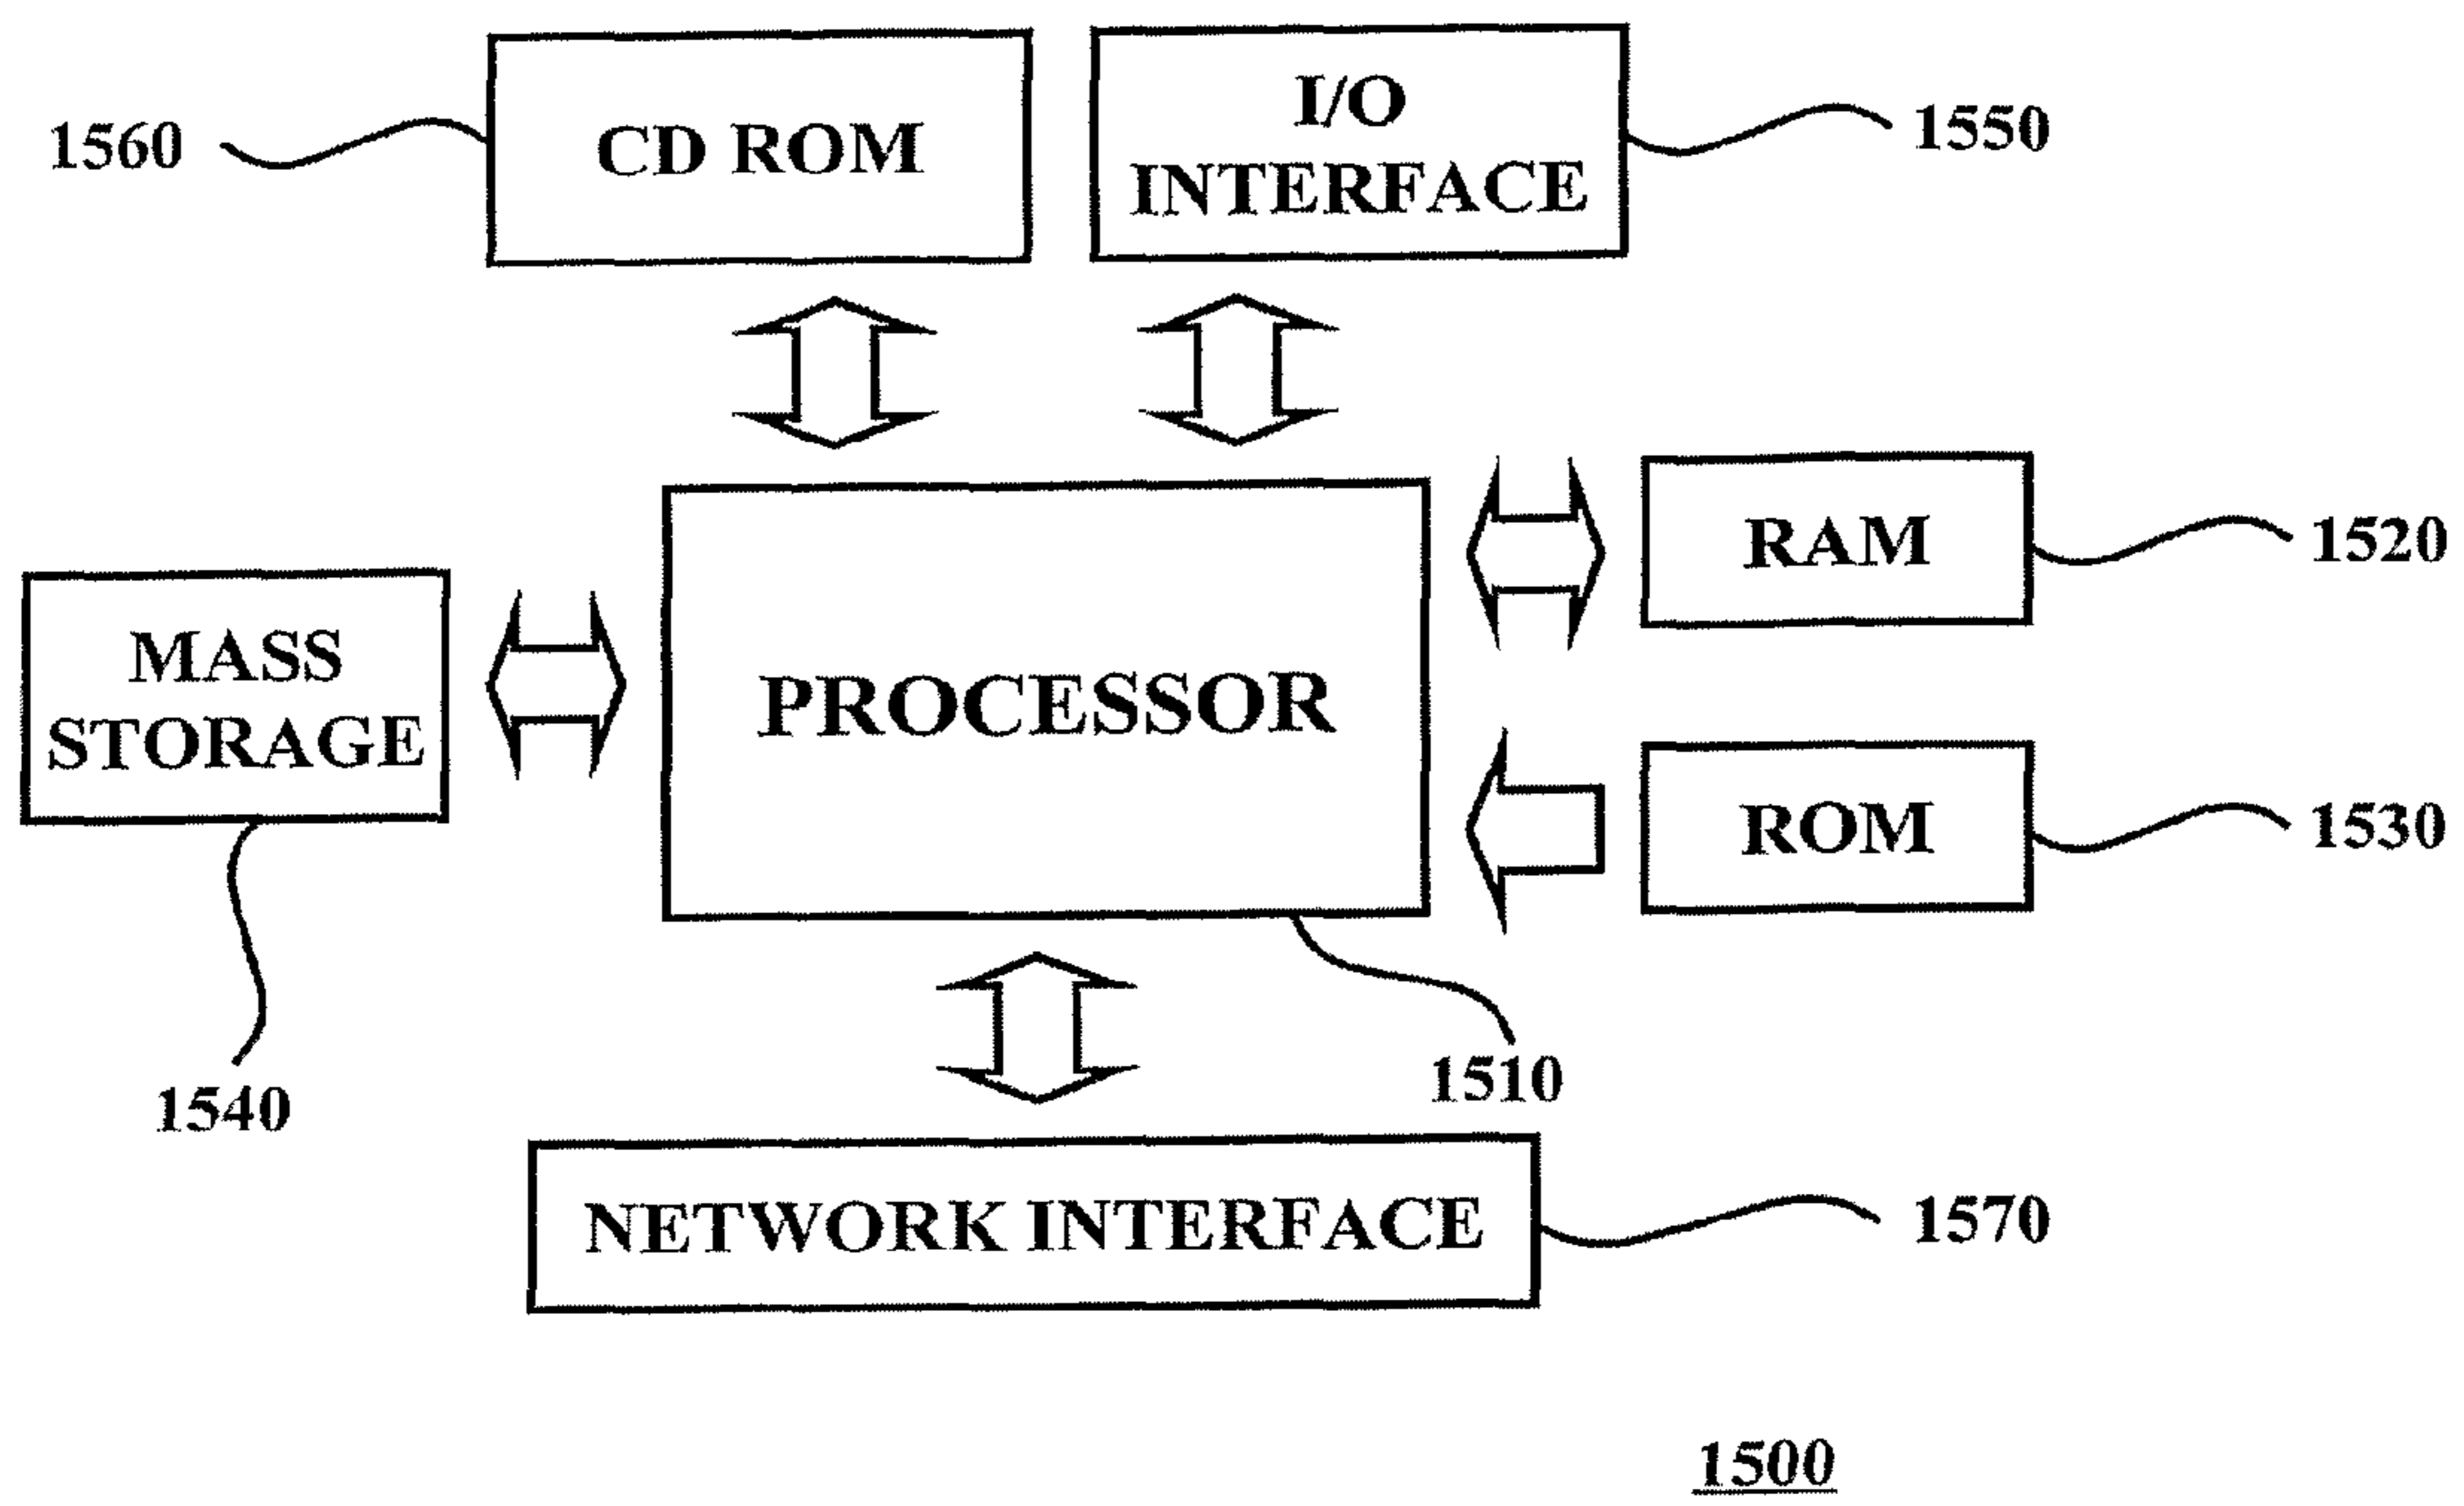 1560
CD ROM
I/O
INTERFACE
1550
RAM
1520
MASS
STORAGE
PROCESSOR
ROM
1530
1540
1510
NETWORK INTERFACE
1570
1500